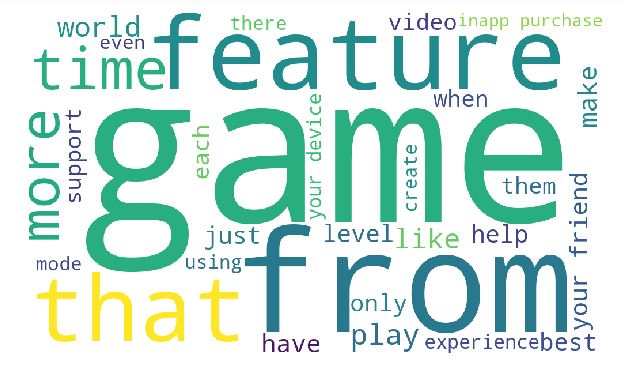 world
even
there
video
inapp purchase
feature
time
when
make
more
support
game
each
your device
create
them
just
level
like
help
your friend
mode
using
from
that
only
have
play
experience
best